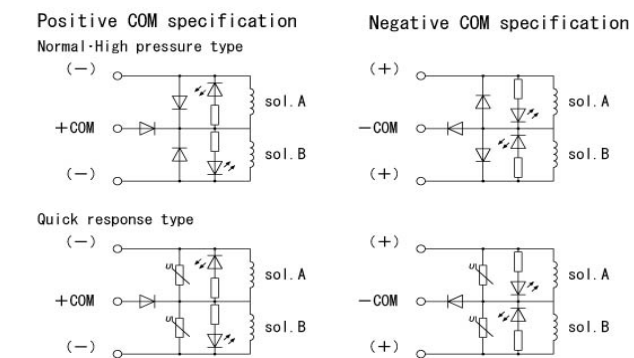 Positive COM specification
Normal·High pressure type
(−)
sol.A
+COM
sol.B
(−)
Negative COM specification
(+)
sol.A
−COM
sol.B
(+)
Quick response type
(−)
U
sol.A
+COM
U
sol.B
(−)
(+)
U
sol.A
−COM
U
sol.B
(+)